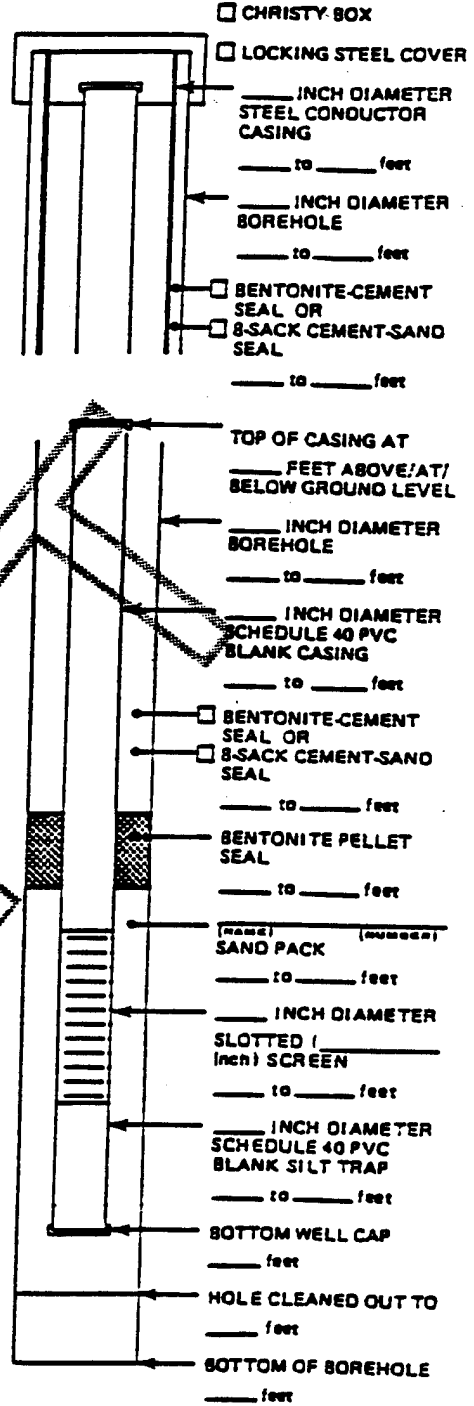 ☐ CHRISTY BOX
☐ LOCKING STEEL COVER
____ INCH DIAMETER
STEEL CONDUCTOR
CASING
____ to ____ feet
____ INCH DIAMETER
BOREHOLE
____ to ____ feet
☐ BENTONITE-CEMENT
SEAL OR
☐ 8-SACK CEMENT-SAND
SEAL
____ to ____ feet
TOP OF CASING AT
____ FEET ABOVE/AT/
BELOW GROUND LEVEL
____ INCH DIAMETER
BOREHOLE
____ to ____ feet
____ INCH DIAMETER
SCHEDULE 40 PVC
BLANK CASING
____ to ____ feet
☐ BENTONITE-CEMENT
SEAL OR
☐ 8-SACK CEMENT-SAND
SEAL
____ to ____ feet
BENTONITE PELLET
SEAL
____ to ____ feet
(NAME) (NUMBER)
SAND PACK
____ to ____ feet
____ INCH DIAMETER
SLOTTED (____
inch) SCREEN
____ to ____ feet
____ INCH DIAMETER
SCHEDULE 40 PVC
BLANK SILT TRAP
____ to ____ feet
BOTTOM WELL CAP
____ feet
HOLE CLEANED OUT TO
____ feet
BOTTOM OF BOREHOLE
____ feet